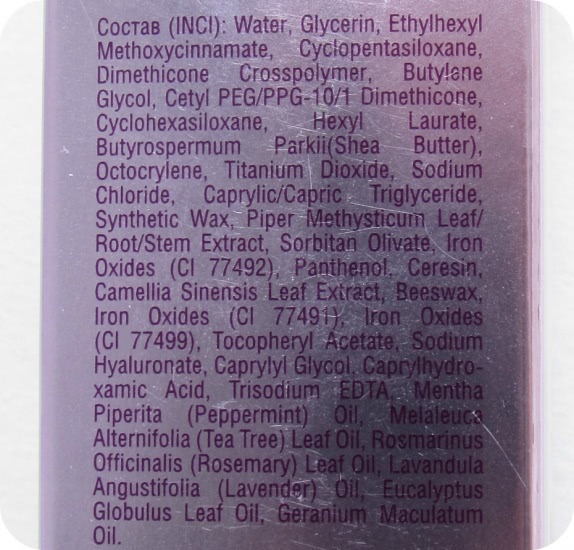 Состав (INCI): Water, Glycerin, Ethylhexyl
Methoxycinnamate, Cyclopentasiloxane,
Dimethicone Crosspolymer, Butylene
Glycol, Cetyl PEG/PPG-10/1 Dimethicone,
Cyclohexasiloxane, Hexyl Laurate,
Butyrospermum Parkii(Shea Butter),
Octocrylene, Titanium Dioxide, Sodium
Chloride, Caprylic/Capric Triglyceride,
Synthetic Wax, Piper Methysticum Leaf/
Root/Stem Extract, Sorbitan Olivate, Iron
Oxides (CI 77492), Panthenol, Ceresin,
Camellia Sinensis Leaf Extract, Beeswax,
Iron Oxides (CI 77491), Iron Oxides
(CI 77499), Tocopheryl Acetate, Sodium
Hyaluronate, Caprylyl Glycol, Caprylhydro-
xamic Acid, Trisodium EDTA, Mentha
Piperita (Peppermint) Oil, Melaleuca
Alternifolia (Tea Tree) Leaf Oil, Rosmarinus
Officinalis (Rosemary) Leaf Oil, Lavandula
Angustifolia (Lavender) Oil, Eucalyptus
Globulus Leaf Oil, Geranium Maculatum
Oil.